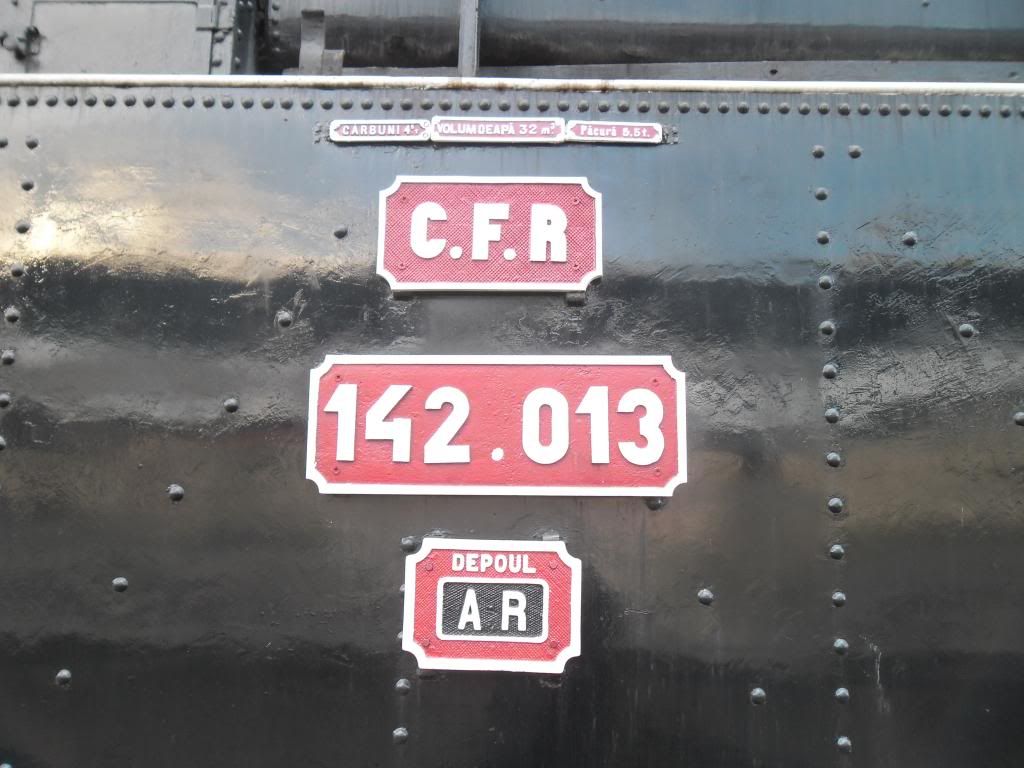 CARBUNI 4T VOLUM DE APĂ 32 m³ Păcură 5,5t.
C.F.R
142.013
DEPOUL
AR